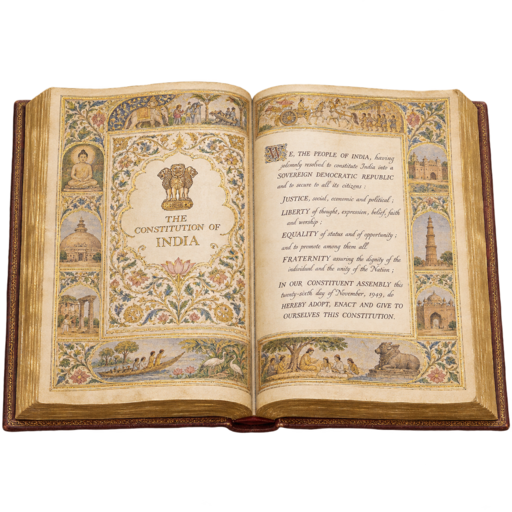 THE
CONSTITUTION OF
INDIA
WE, THE PEOPLE OF INDIA, having
solemnly resolved to constitute India into a
SOVEREIGN DEMOCRATIC REPUBLIC
and to secure to all its citizens :
JUSTICE, social, economic and political ;
LIBERTY of thought, expression, belief, faith
and worship ;
EQUALITY of status and of opportunity ;
and to promote among them all
FRATERNITY assuring the dignity of the
individual and the unity of the Nation ;
IN OUR CONSTITUENT ASSEMBLY this
twenty-sixth day of November, 1949, do
HEREBY ADOPT, ENACT AND GIVE TO
OURSELVES THIS CONSTITUTION.